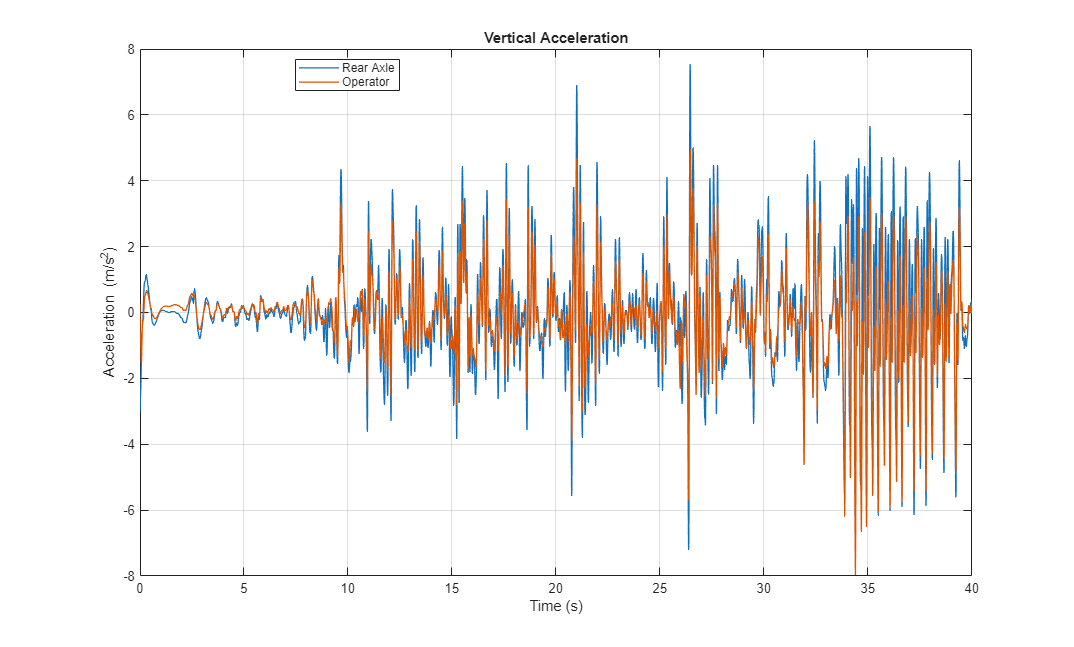 Vertical Acceleration
Rear Axle
Operator
8
6
4
2
0
-2
-4
-6
-8
Acceleration (m/s²)
0 5 10 15 20 25 30 35 40
Time (s)